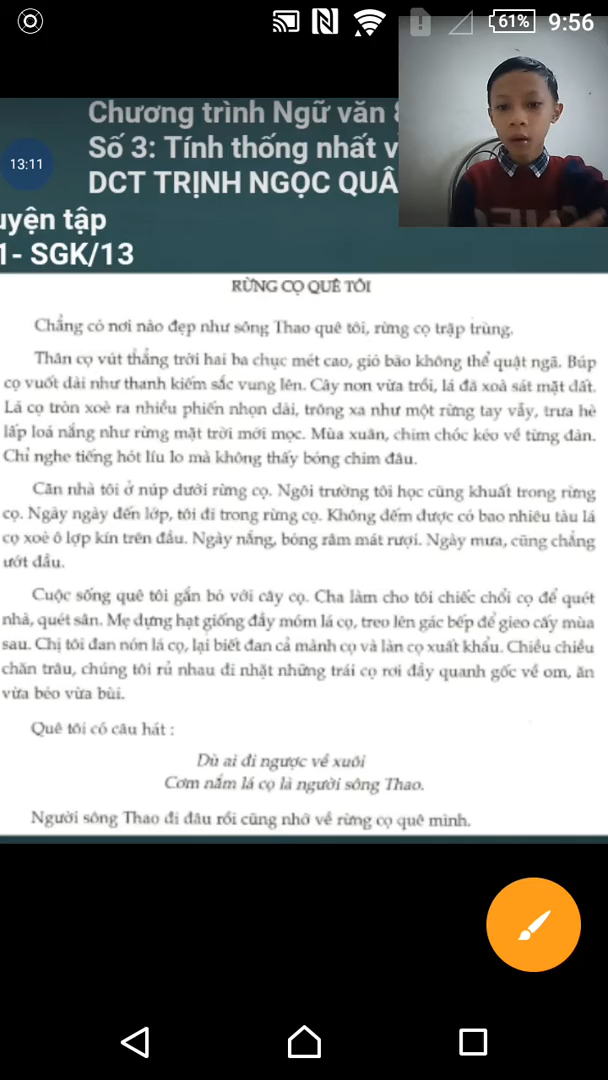 61% 9:56
13:11
Chương trình Ngữ văn 8
Số 3: Tính thống nhất v
DCT TRỊNH NGỌC QUÂ
uyện tập
1- SGK/13
RỪNG CỌ QUÊ TÔI
Chẳng có nơi nào đẹp như sông Thao quê tôi, rừng cọ trập trùng.
Thân cọ vút thẳng trời hai ba chục mét cao, gió bão không thể quật ngã. Búp
cọ vuốt dài như thanh kiếm sắc vung lên. Cây non vừa trồi, lá đã xoà sát mặt đất.
Lá cọ tròn xoè ra nhiều phiến nhọn dài, trông xa như một rừng tay vẫy, trưa hè
lấp loá nắng như rừng mặt trời mới mọc. Mùa xuân, chim chóc kéo về từng đàn.
Chỉ nghe tiếng hót líu lo mà không thấy bóng chim đâu.
Căn nhà tôi ở núp dưới rừng cọ. Ngôi trường tôi học cũng khuất trong rừng
cọ. Ngày ngày đến lớp, tôi đi trong rừng cọ. Không đếm được có bao nhiêu tàu lá
cọ xoè ô lợp kín trên đầu. Ngày nắng, bóng râm mát rượi. Ngày mưa, cũng chẳng
ướt đầu.
Cuộc sống quê tôi gắn bó với cây cọ. Cha làm cho tôi chiếc chổi cọ để quét
nhà, quét sân. Mẹ đựng hạt giống đầy móm lá cọ, treo lên gác bếp để gieo cấy mùa
sau. Chị tôi đan nón lá cọ, lại biết đan cả mành cọ và làn cọ xuất khẩu. Chiều chiều
chăn trâu, chúng tôi rủ nhau đi nhặt những trái cọ rơi đầy quanh gốc về om, ăn
vừa béo vừa bùi.
Quê tôi có câu hát :
Dù ai đi ngược về xuôi
Cơm nắm lá cọ là người sông Thao.
Người sông Thao đi đâu rồi cũng nhớ về rừng cọ quê mình.